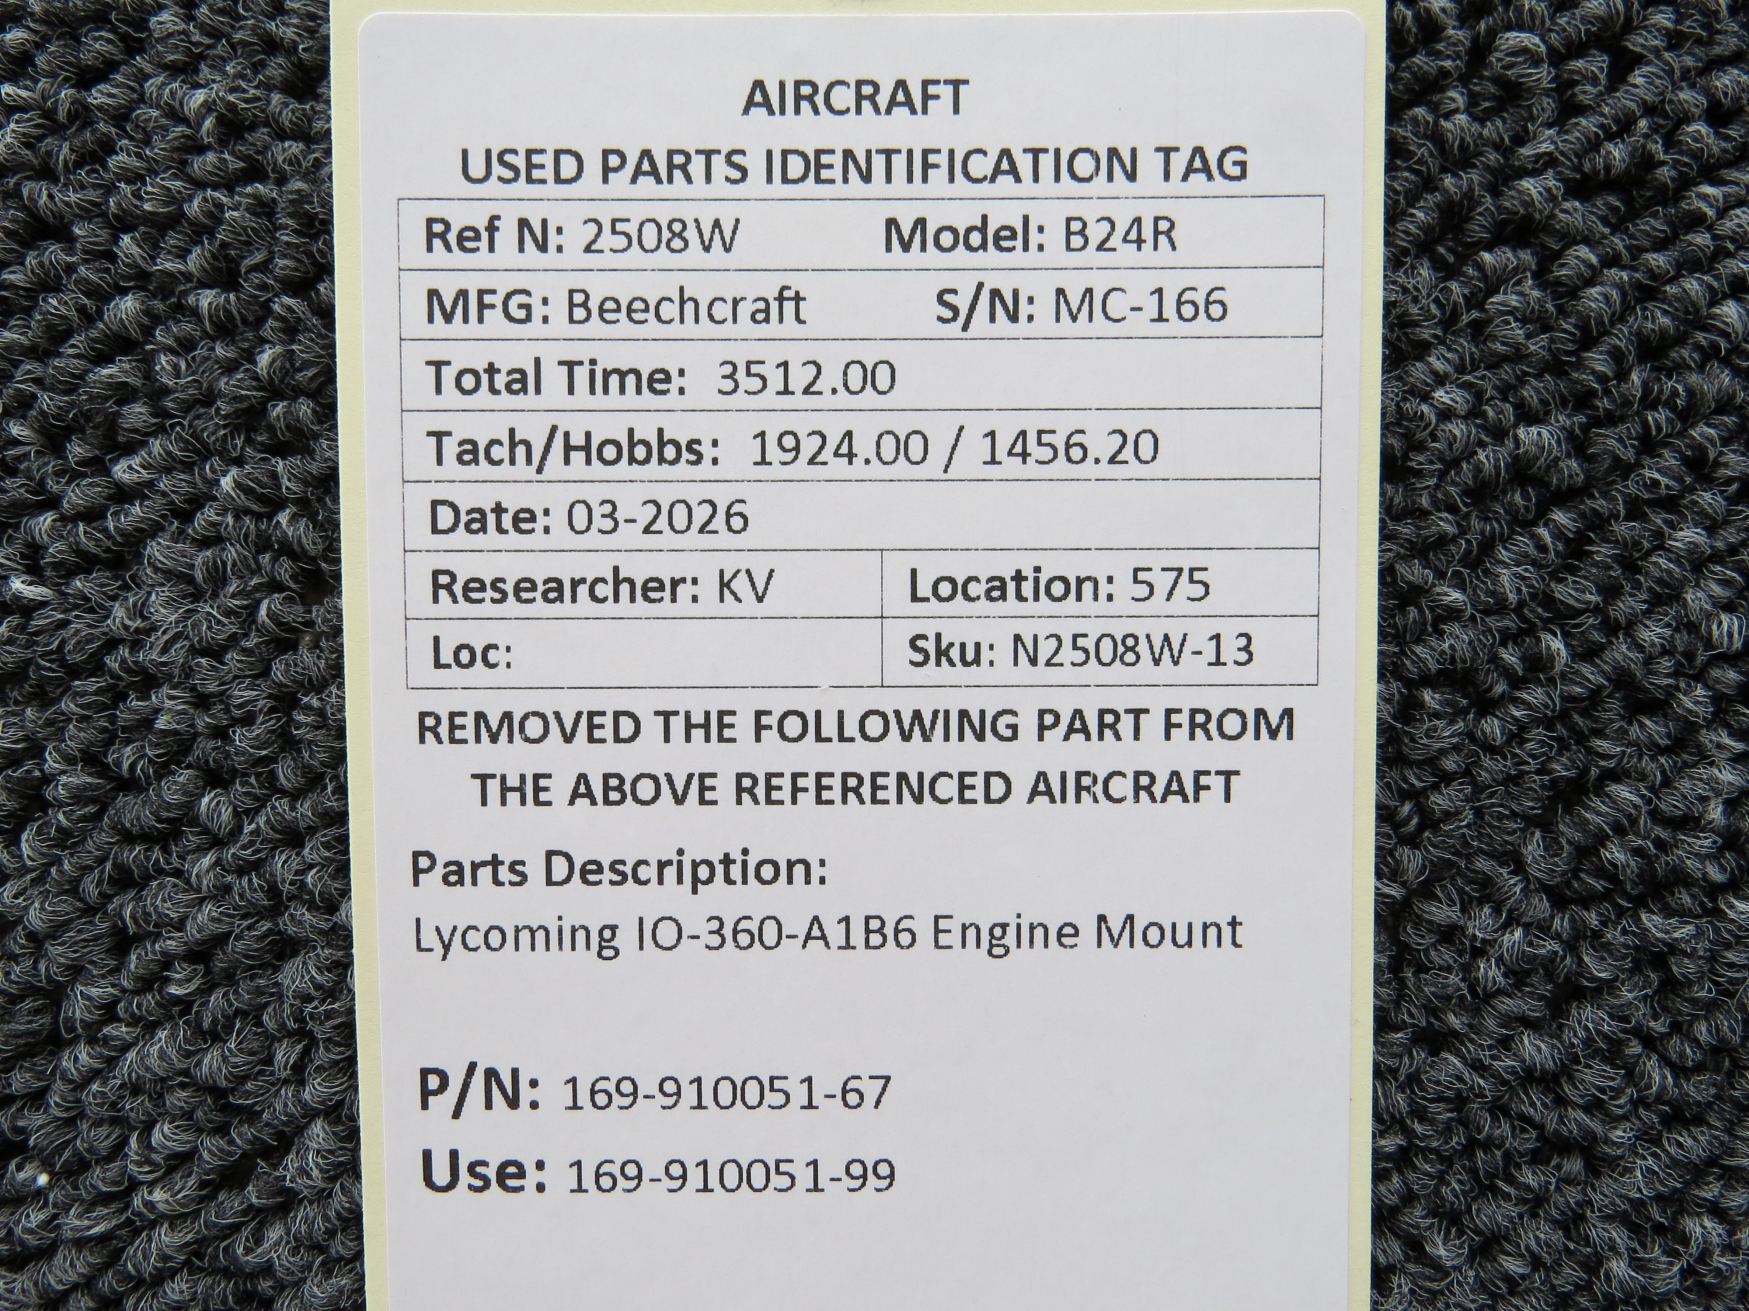 AIRCRAFT
USED PARTS IDENTIFICATION TAG
Ref N: 2508W Model: B24R
MFG: Beechcraft S/N: MC-166
Total Time: 3512.00
Tach/Hobbs: 1924.00 / 1456.20
Date: 03-2026
Researcher: KV Location: 575
Loc: Sku: N2508W-13
REMOVED THE FOLLOWING PART FROM
THE ABOVE REFERENCED AIRCRAFT
Parts Description:
Lycoming IO-360-A1B6 Engine Mount
P/N: 169-910051-67
Use: 169-910051-99